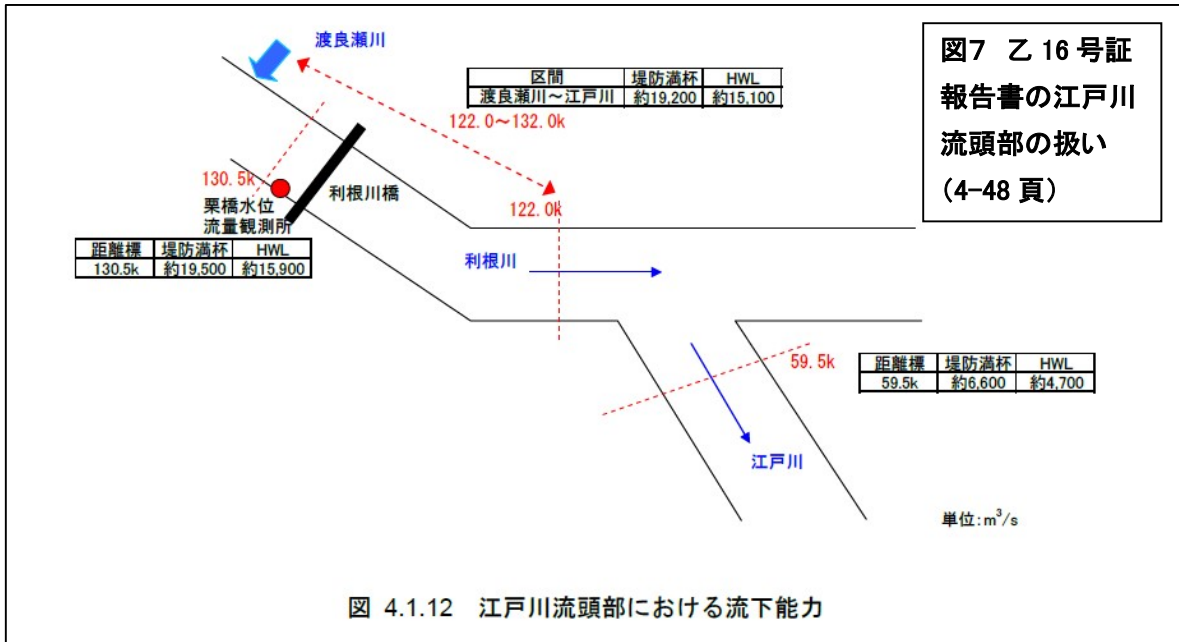 図7 乙 16 号証
報告書の江戸川
流頭部の扱い
(4-48 頁)
渡良瀬川
区間 堤防満杯 HWL
渡良瀬川～江戸川 約19,200 約15,100
122.0～132.0k
130.5k
利根川橋
栗橋水位
流量観測所
122.0k
距離標 堤防満杯 HWL
130.5k 約19,500 約15,900
利根川
59.5k
距離標 堤防満杯 HWL
59.5k 約6,600 約4,700
江戸川
単位:m³/s
図 4.1.12 江戸川流頭部における流下能力